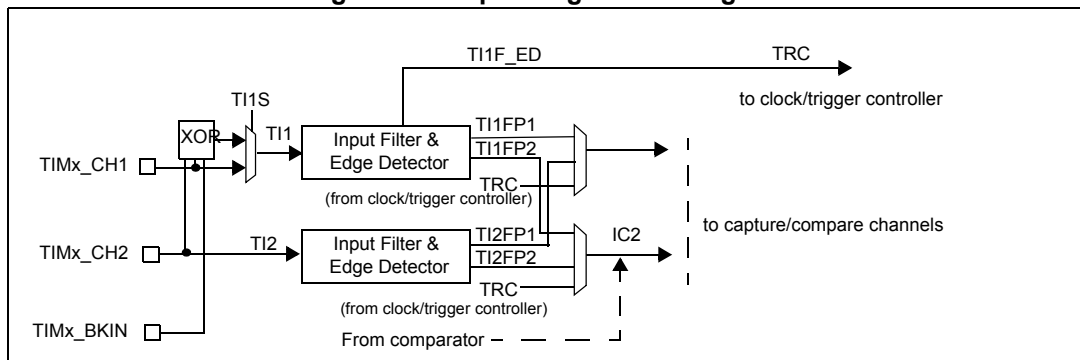 TI1F_ED
TRC
to clock/trigger controller
TI1S
XOR
TI1
Input Filter &
Edge Detector
TI1FP1
TI1FP2
TIMx_CH1
TRC
(from clock/trigger controller)
to capture/compare channels
TIMx_CH2
TI2
Input Filter &
Edge Detector
TI2FP1
TI2FP2
IC2
TRC
(from clock/trigger controller)
TIMx_BKIN
From comparator